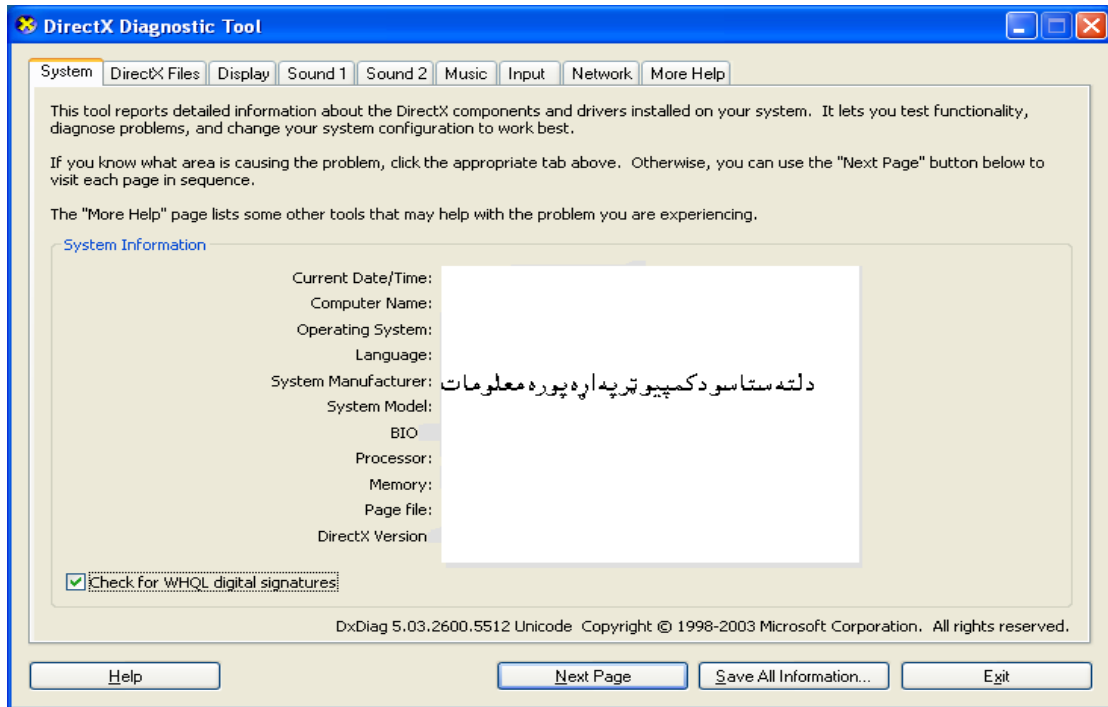 DirectX Diagnostic Tool
System DirectX Files Display Sound 1 Sound 2 Music Input Network More Help
This tool reports detailed information about the DirectX components and drivers installed on your system. It lets you test functionality,
diagnose problems, and change your system configuration to work best.
If you know what area is causing the problem, click the appropriate tab above. Otherwise, you can use the "Next Page" button below to
visit each page in sequence.
The "More Help" page lists some other tools that may help with the problem you are experiencing.
System Information
Current Date/Time:
Computer Name:
Operating System:
Language:
System Manufacturer: دلته ستاسو د کمپیوټر په اړه پوره معلومات
System Model:
BIO
Processor:
Memory:
Page file:
DirectX Version
Check for WHQL digital signatures
DxDiag 5.03.2600.5512 Unicode Copyright © 1998-2003 Microsoft Corporation. All rights reserved.
Help Next Page Save All Information... Exit